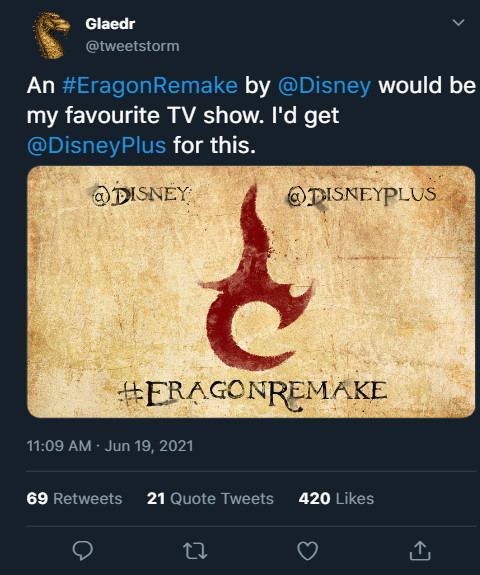 Glaedr
@tweetstorm
An #EragonRemake by @Disney would be
my favourite TV show. I'd get
@DisneyPlus for this.
@DISNEY @DISNEYPLUS
#ERAGONREMAKE
11:09 AM · Jun 19, 2021
69 Retweets 21 Quote Tweets 420 Likes